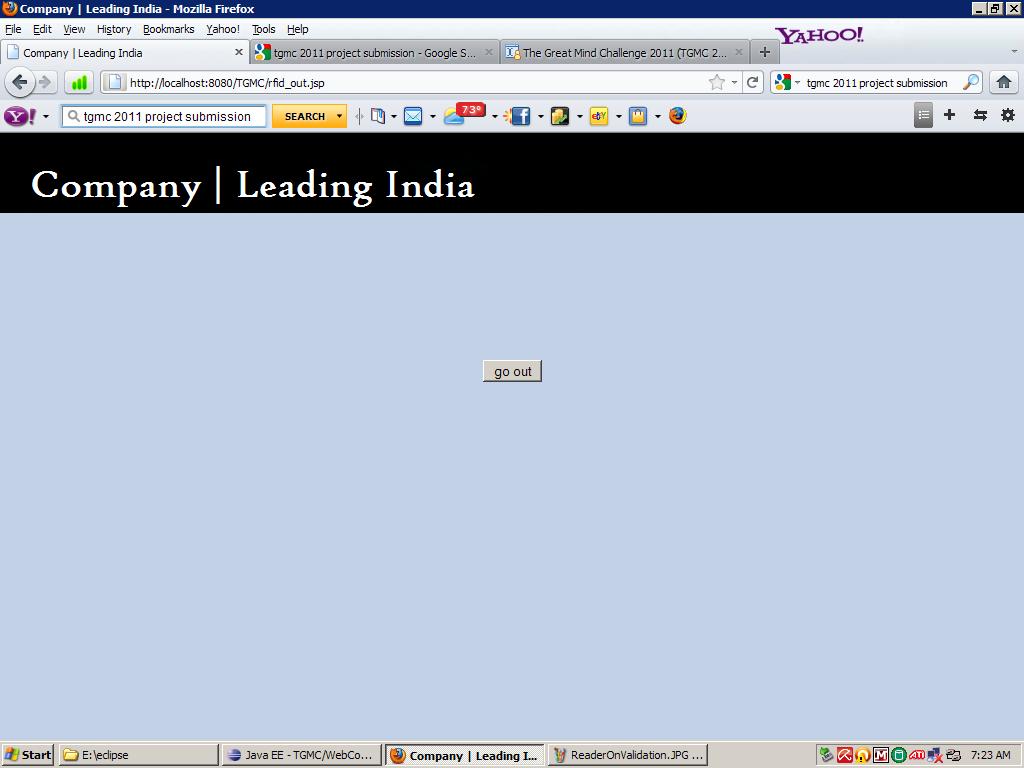 Company | Leading India - Mozilla Firefox
File Edit View History Bookmarks Yahoo! Tools Help
YAHOO!
Company | Leading India
tgmc 2011 project submission - Google S...
The Great Mind Challenge 2011 (TGMC 2...
http://localhost:8080/TGMC/rfid_out.jsp
tgmc 2011 project submission
Y! tgmc 2011 project submission SEARCH 73°
Company | Leading India
go out
Start E:\eclipse Java EE - TGMC/WebCo... Company | Leading I... ReaderOnValidation.JPG ... 7:23 AM